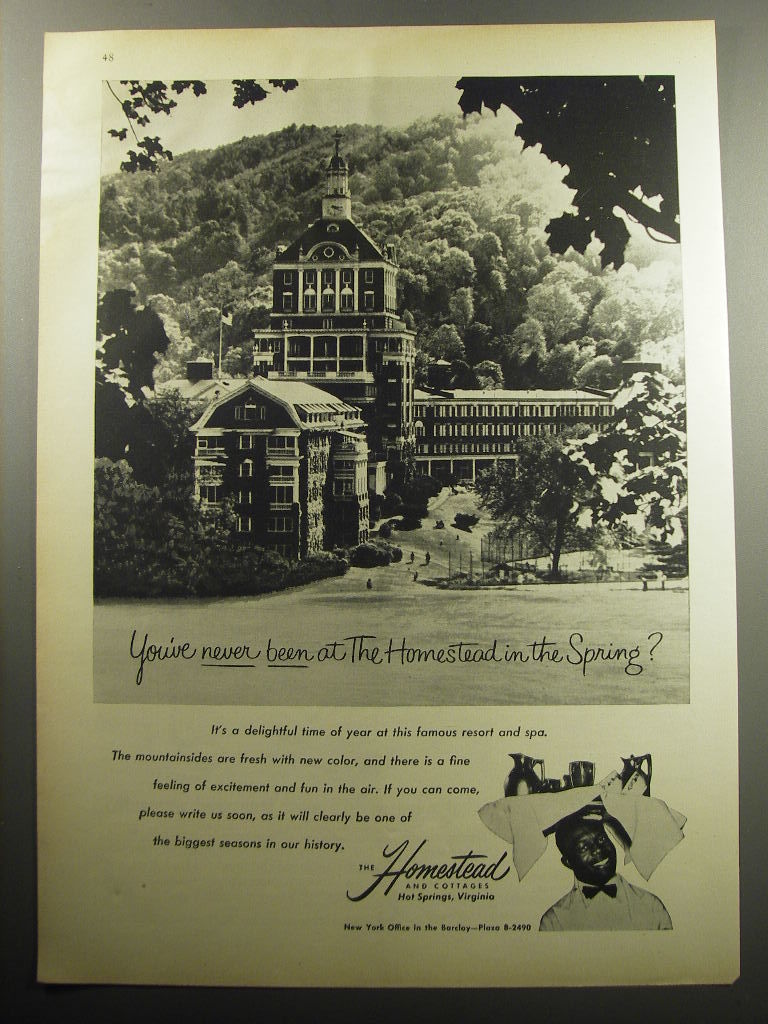 48
You've never been at The Homestead in the Spring?
It's a delightful time of year at this famous resort and spa.
The mountainsides are fresh with new color, and there is a fine
feeling of excitement and fun in the air. If you can come,
please write us soon, as it will clearly be one of
the biggest seasons in our history.
THE Homestead
AND COTTAGES
Hot Springs, Virginia
New York Office in the Barclay—Plaza 8-2490